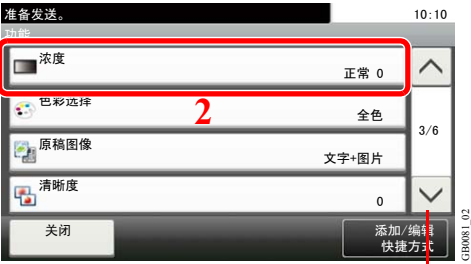 准备发送。 10:10
功能
浓度
正常 0
色彩选择
2
全色
3/6
原稿图像
文字+图片
清晰度
0
关闭
添加/编辑
快捷方式
GB0081_02